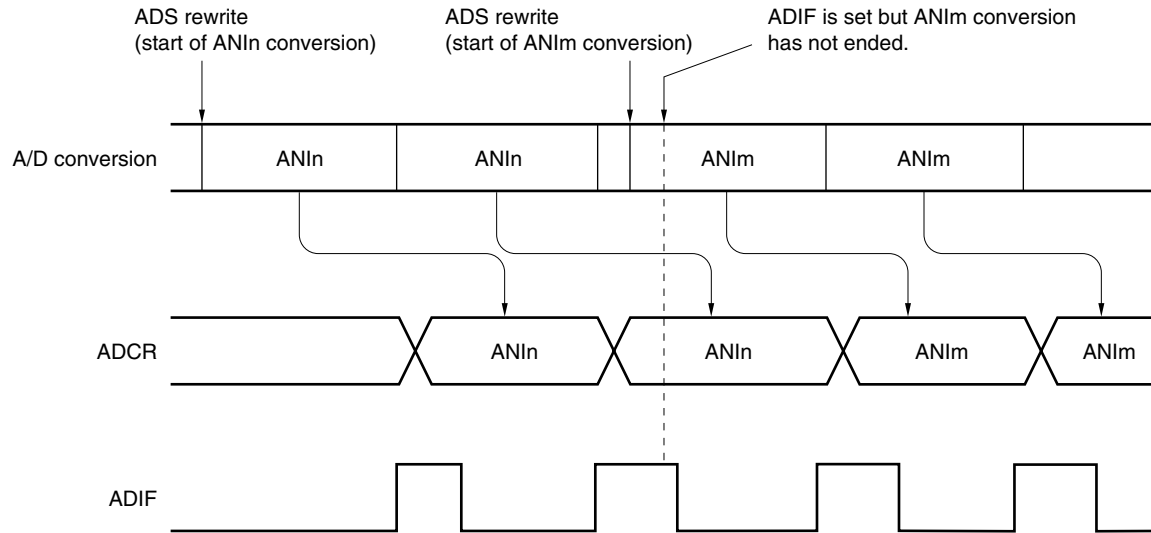 ADS rewrite
(start of ANIn conversion)
ADS rewrite
(start of ANIm conversion)
ADIF is set but ANIm conversion
has not ended.
A/D conversion
ANIn
ANIn
ANIm
ANIm
ADCR
ANIn
ANIn
ANIm
ANIm
ADIF